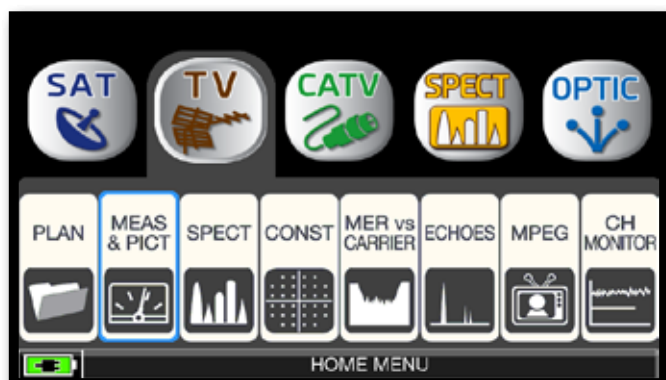 SAT
TV
CATV
SPECT
OPTIC
PLAN
MEAS
& PICT
SPECT
CONST
MER vs
CARRIER
ECHOES
MPEG
CH
MONITOR
HOME MENU